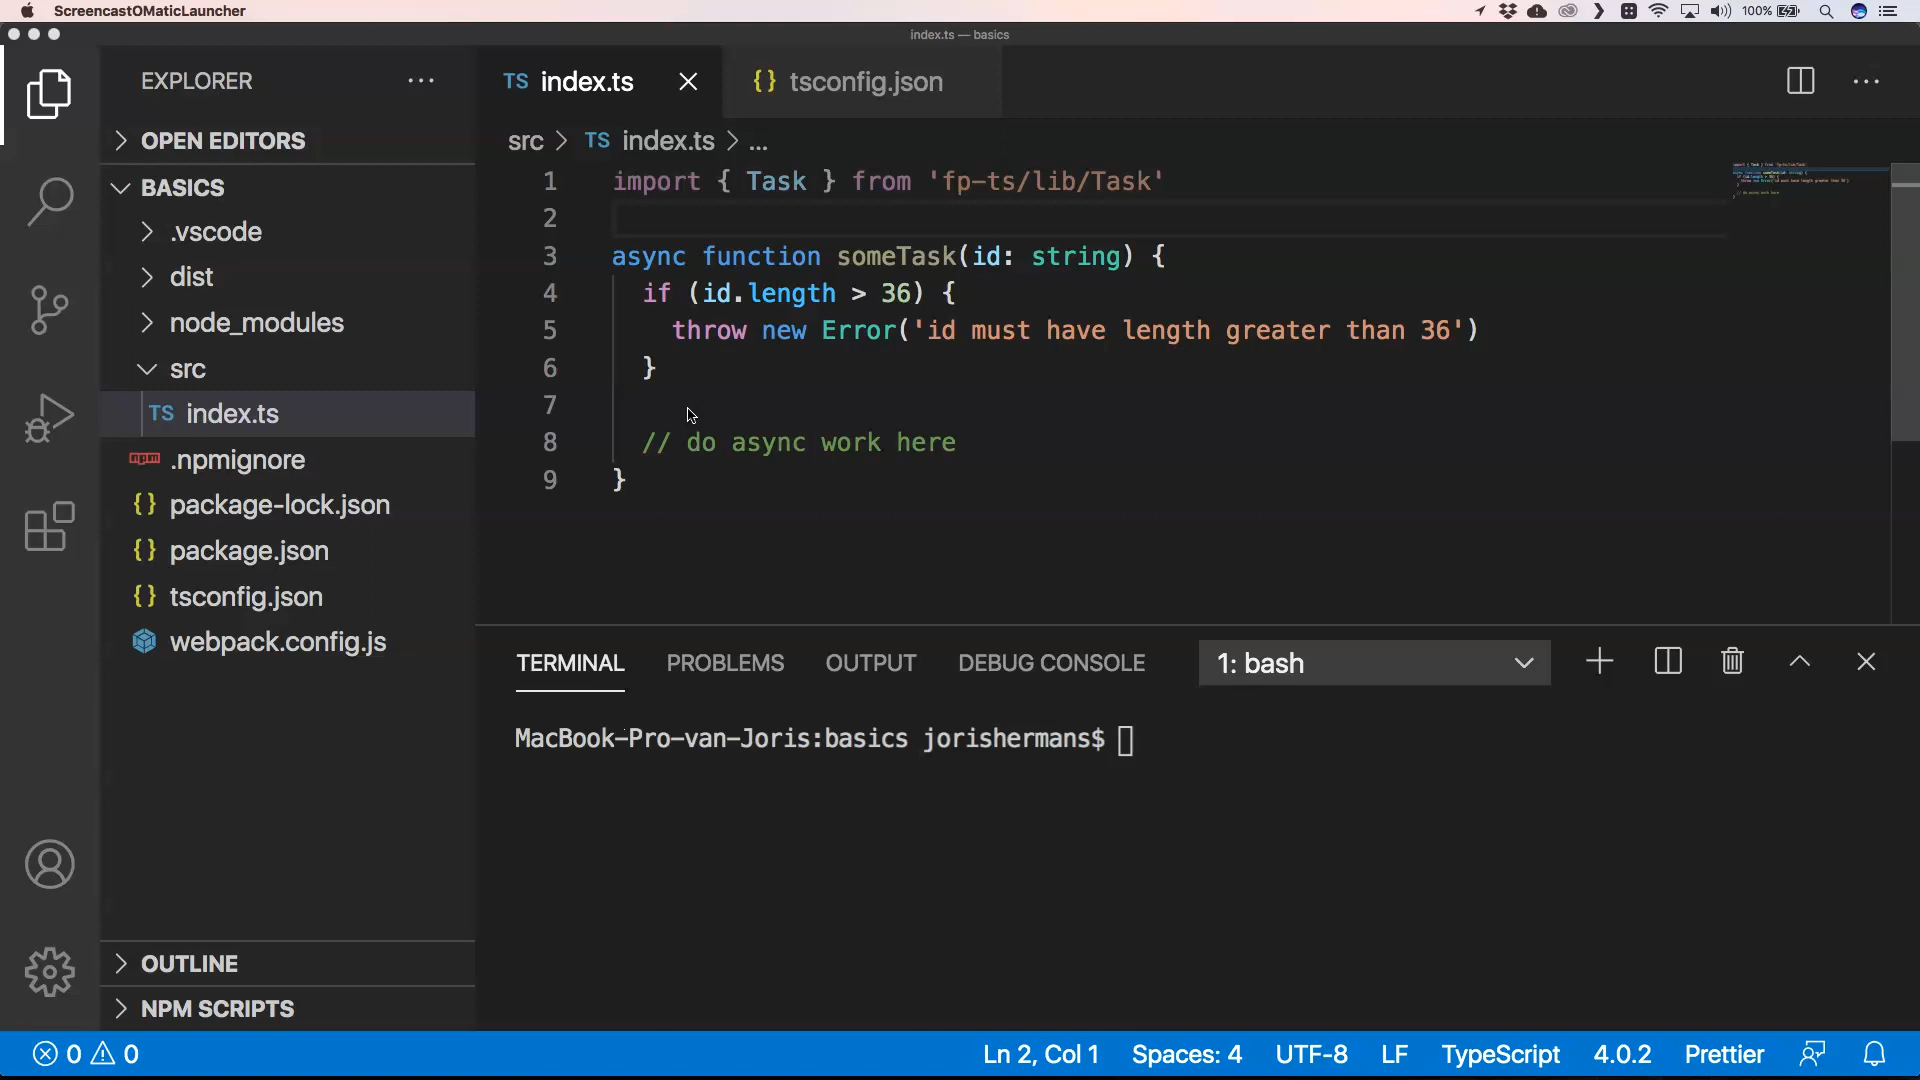 ScreencastOMaticLauncher
100%
index.ts — basics
EXPLORER
OPEN EDITORS
BASICS
.vscode
dist
node_modules
src
TS index.ts
.npmignore
{} package-lock.json
{} package.json
{} tsconfig.json
webpack.config.js
OUTLINE
NPM SCRIPTS
TS index.ts
{} tsconfig.json
src > TS index.ts > ...
1 import { Task } from 'fp-ts/lib/Task'
2
3 async function someTask(id: string) {
4 if (id.length > 36) {
5 throw new Error('id must have length greater than 36')
6 }
7
8 // do async work here
9 }
TERMINAL PROBLEMS OUTPUT DEBUG CONSOLE 1: bash
MacBook-Pro-van-Joris:basics jorishermans$
0 0 Ln 2, Col 1 Spaces: 4 UTF-8 LF TypeScript 4.0.2 Prettier